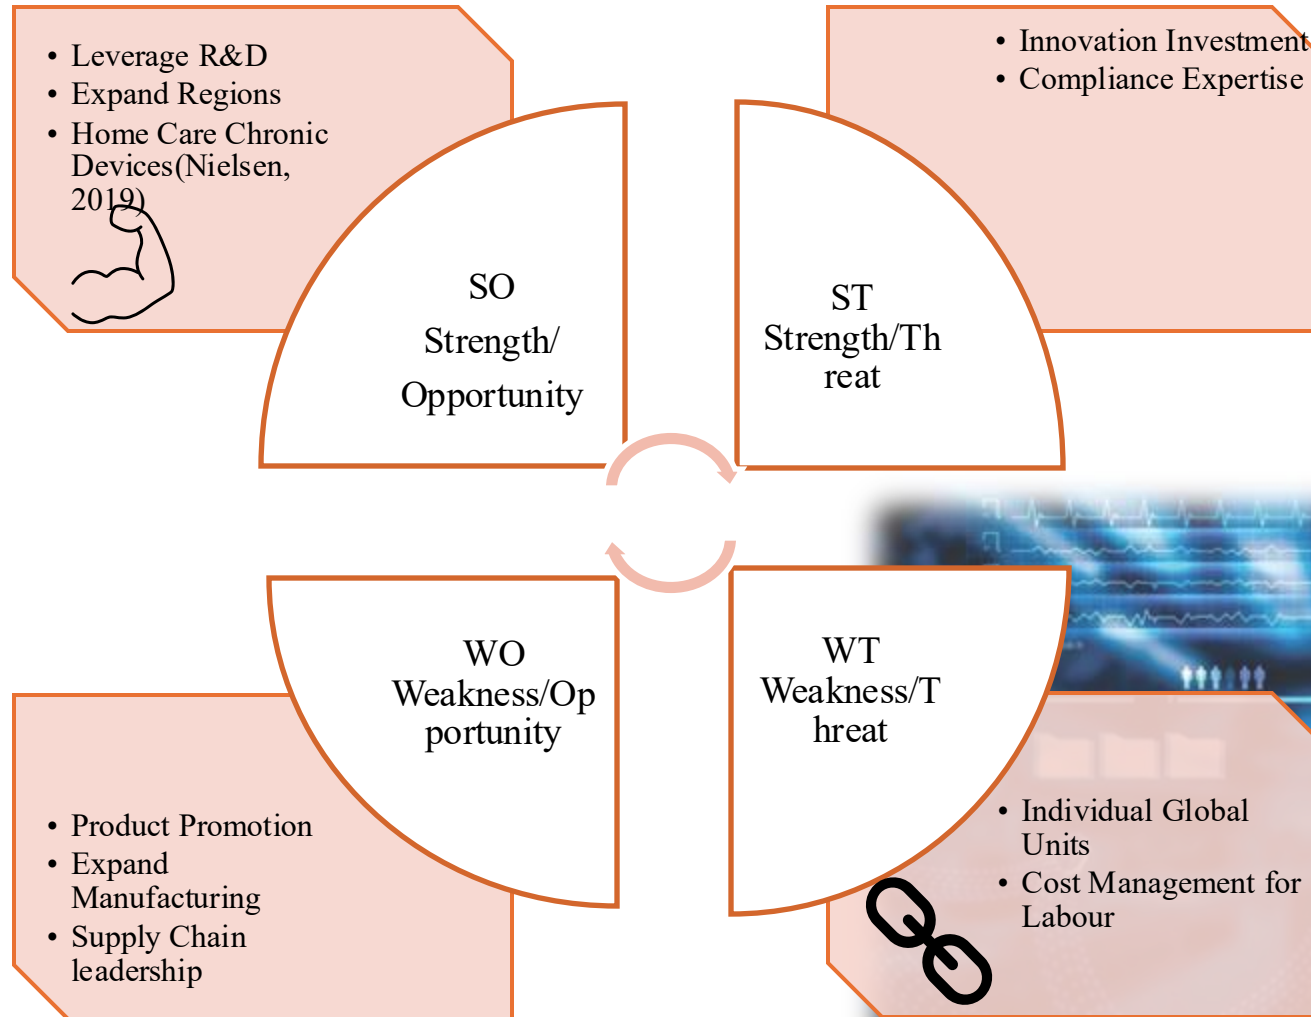 • Leverage R&D
• Expand Regions
• Home Care Chronic
Devices(Nielsen,
2019)
• Innovation Investment
• Compliance Expertise
SO
Strength/
Opportunity
ST
Strength/Th
reat
WO
Weakness/Op
portunity
WT
Weakness/T
hreat
• Product Promotion
• Expand
Manufacturing
• Supply Chain
leadership
• Individual Global
Units
• Cost Management for
Labour